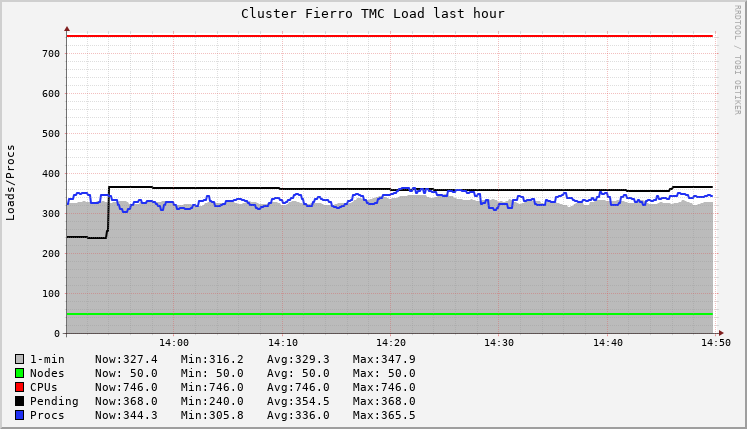 Cluster Fierro TMC Load last hour
RRDTOOL / TOBI OETIKER
Loads/Procs
700
600
500
400
300
200
100
0
14:00 14:10 14:20 14:30 14:40 14:50
1-min Now:327.4 Min:316.2 Avg:329.3 Max:347.9
Nodes Now: 50.0 Min: 50.0 Avg: 50.0 Max: 50.0
CPUs Now:746.0 Min:746.0 Avg:746.0 Max:746.0
Pending Now:368.0 Min:240.0 Avg:354.5 Max:368.0
Procs Now:344.3 Min:305.8 Avg:336.0 Max:365.5